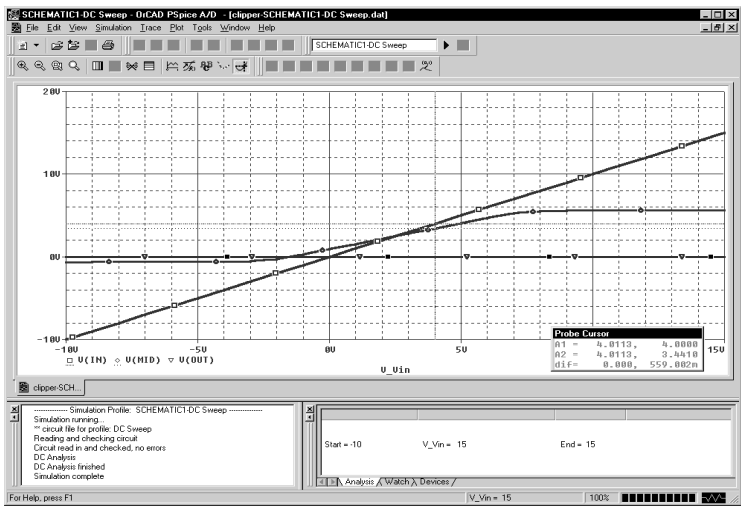 SCHEMATIC1-DC Sweep - OrCAD PSpice A/D - [clipper-SCHEMATIC1-DC Sweep.dat]
File Edit View Simulation Trace Plot Tools Window Help
SCHEMATIC1-DC Sweep
20V
10V
0V
-10V
-10V -5V 0V 5V 15V
V(IN) V(MID) V(OUT)
V_Vin
Probe Cursor
A1 = 4.0113, 4.0000
A2 = 4.0113, 3.4410
dif= 0.000, 559.002m
clipper-SCH...
-------------- Simulation Profile: SCHEMATIC1-DC Sweep --------------
Simulation running...
** circuit file for profile: DC Sweep
Reading and checking circuit
Circuit read in and checked, no errors
DC Analysis
DC Analysis finished
Simulation complete
Start = -10 V_Vin = 15 End = 15
Analysis Watch Devices
For Help, press F1 V_Vin = 15 100%